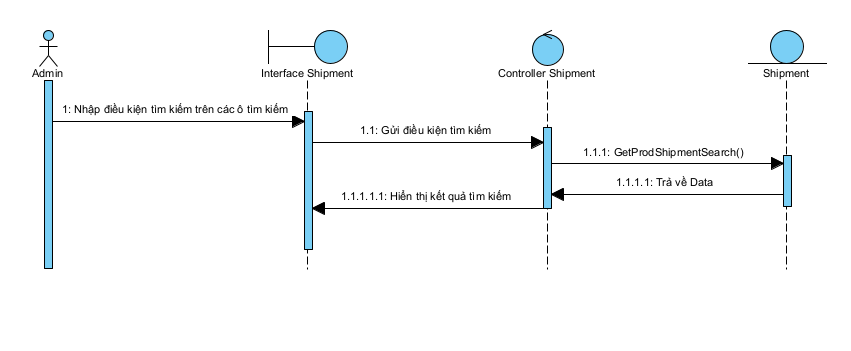 Admin
Interface Shipment
Controller Shipment
Shipment
1: Nhập điều kiện tìm kiếm trên các ô tìm kiếm
1.1: Gửi điều kiện tìm kiếm
1.1.1: GetProdShipmentSearch()
1.1.1.1: Trả về Data
1.1.1.1.1: Hiển thị kết quả tìm kiếm